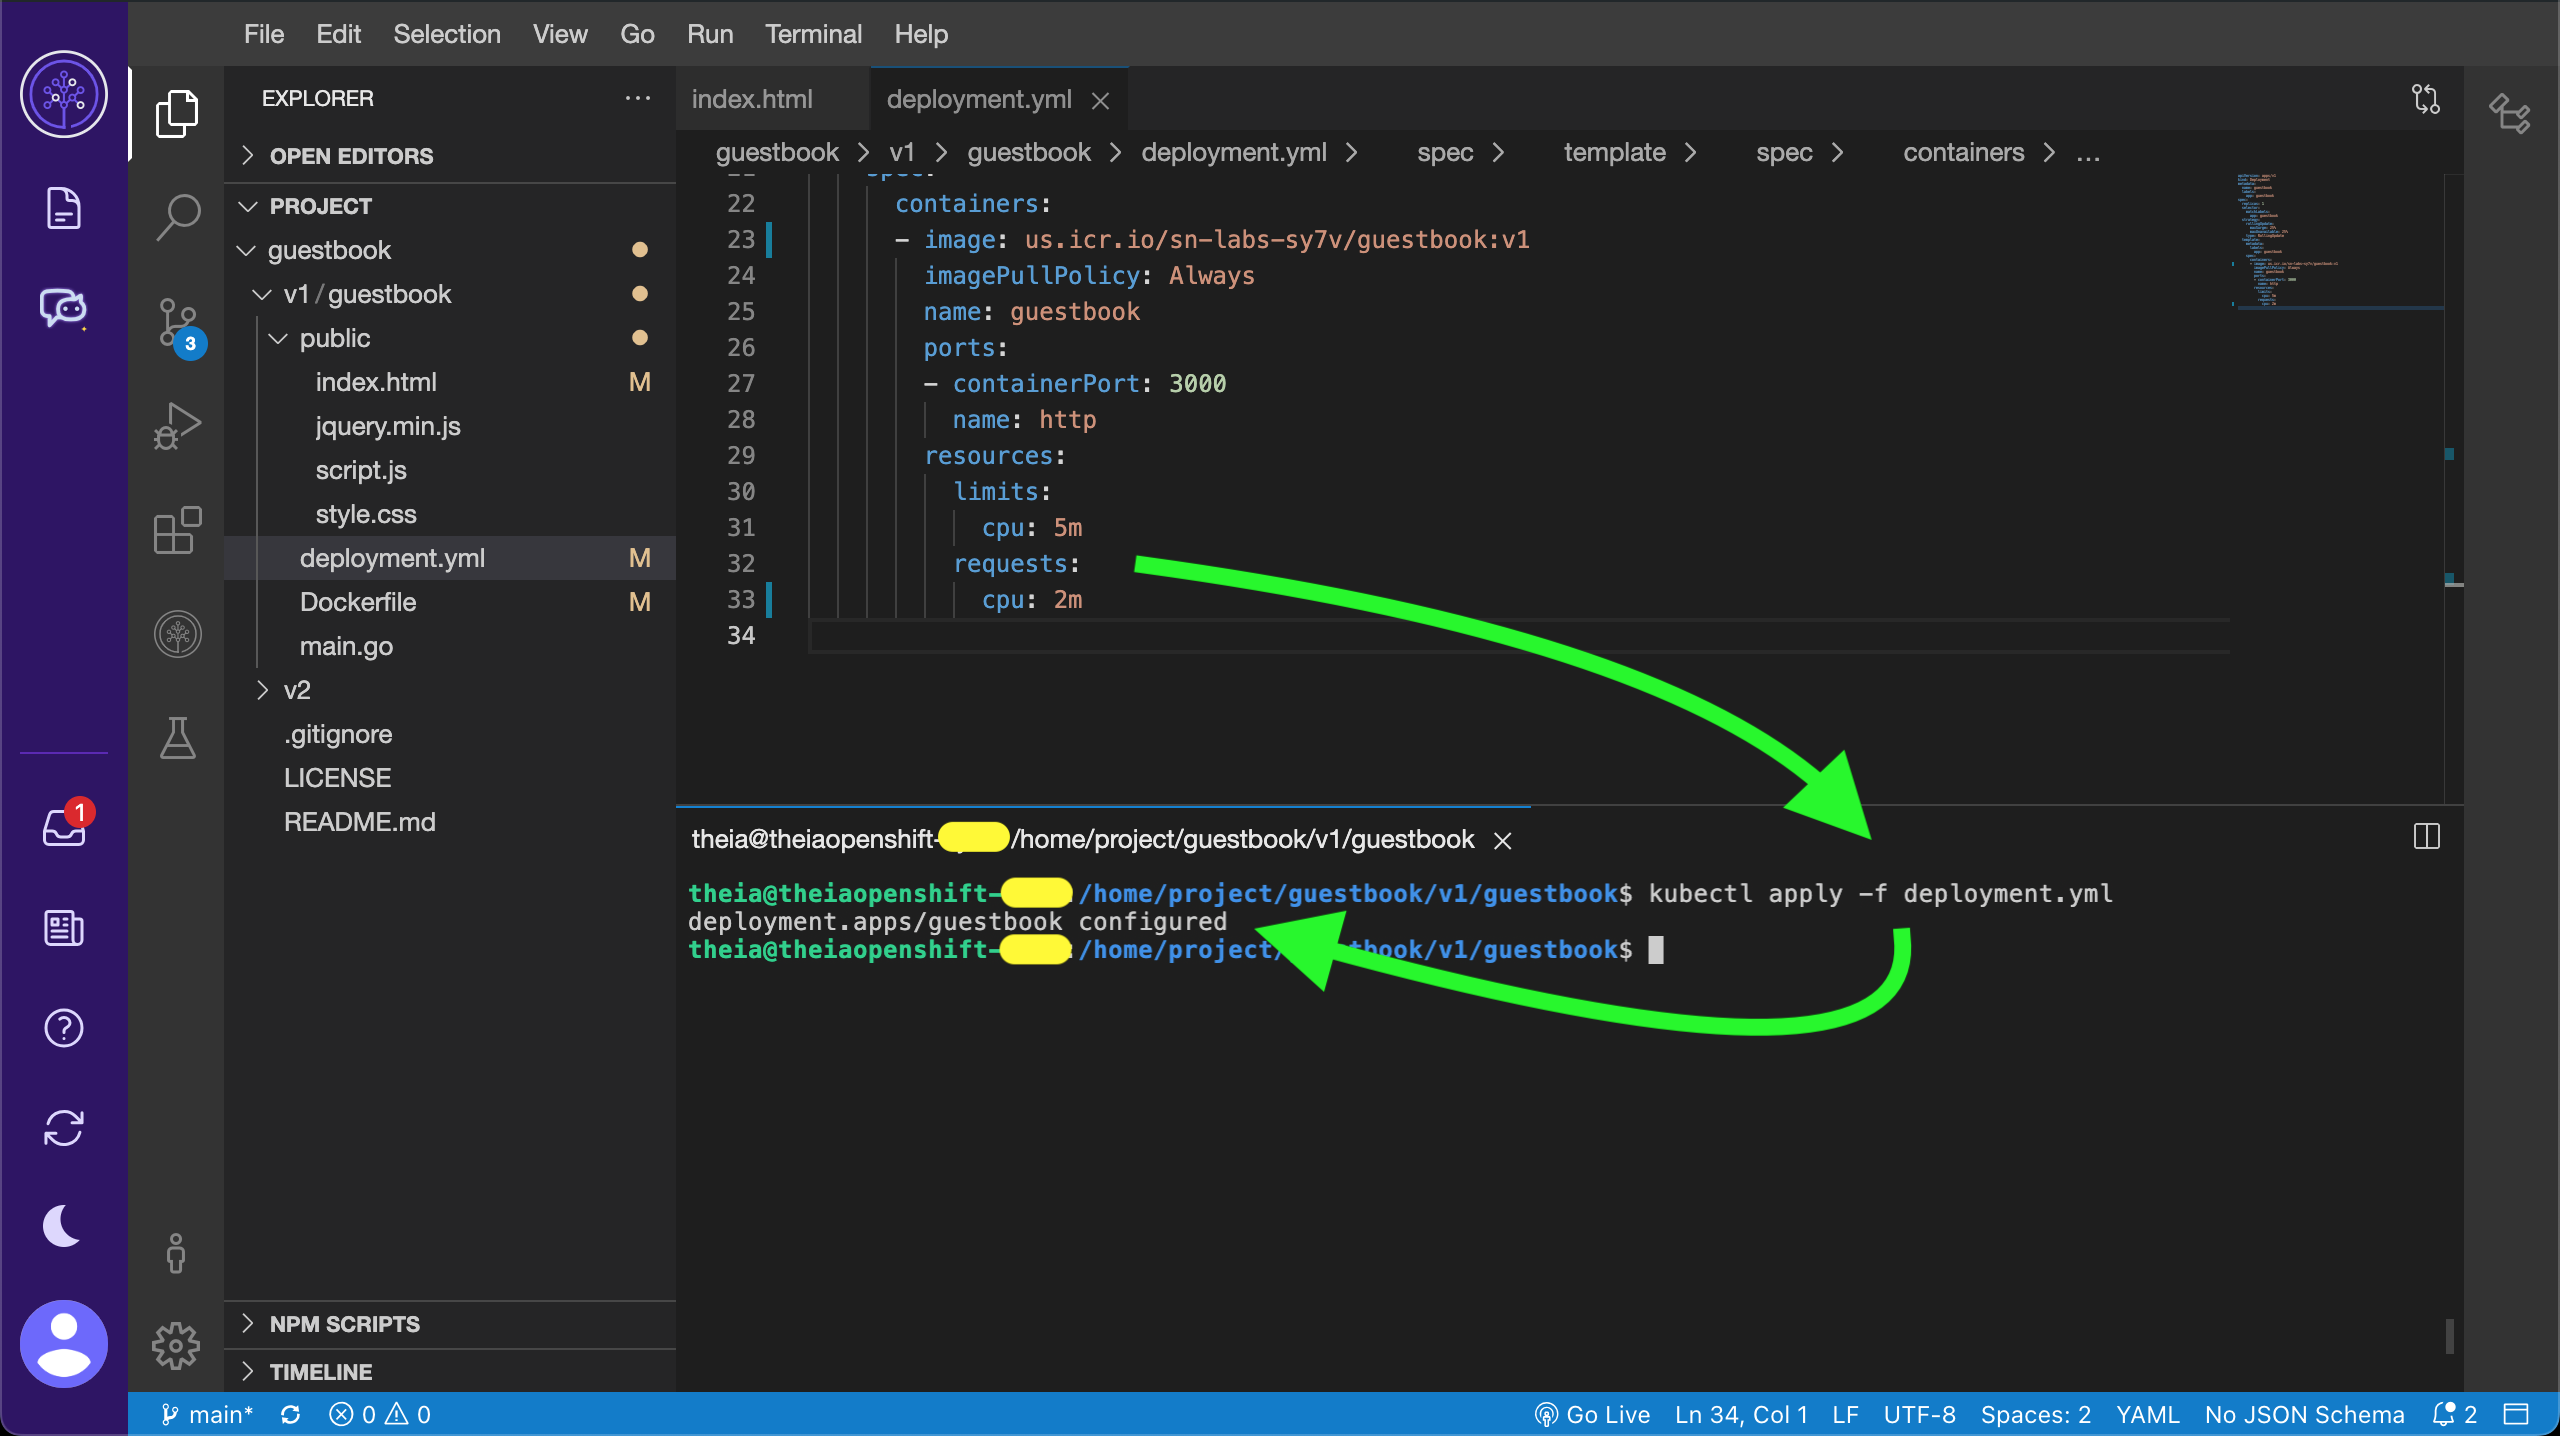 File Edit Selection View Go Run Terminal Help
EXPLORER
OPEN EDITORS
PROJECT
guestbook
v1 / guestbook
public
index.html M
jquery.min.js
script.js
style.css
deployment.yml M
Dockerfile M
main.go
v2
.gitignore
LICENSE
README.md
NPM SCRIPTS
TIMELINE
3
1
index.html deployment.yml
guestbook > v1 > guestbook > deployment.yml > spec > template > spec > containers > ...
21 spec:
22 containers:
23 - image: us.icr.io/sn-labs-sy7v/guestbook:v1
24 imagePullPolicy: Always
25 name: guestbook
26 ports:
27 - containerPort: 3000
28 name: http
29 resources:
30 limits:
31 cpu: 5m
32 requests:
33 cpu: 2m
34
theia@theiaopenshift- /home/project/guestbook/v1/guestbook
theia@theiaopenshift- /home/project/guestbook/v1/guestbook$ kubectl apply -f deployment.yml
deployment.apps/guestbook configured
theia@theiaopenshift- :/home/project/ tbook/v1/guestbook$
main* 0 0 Go Live Ln 34, Col 1 LF UTF-8 Spaces: 2 YAML No JSON Schema 2